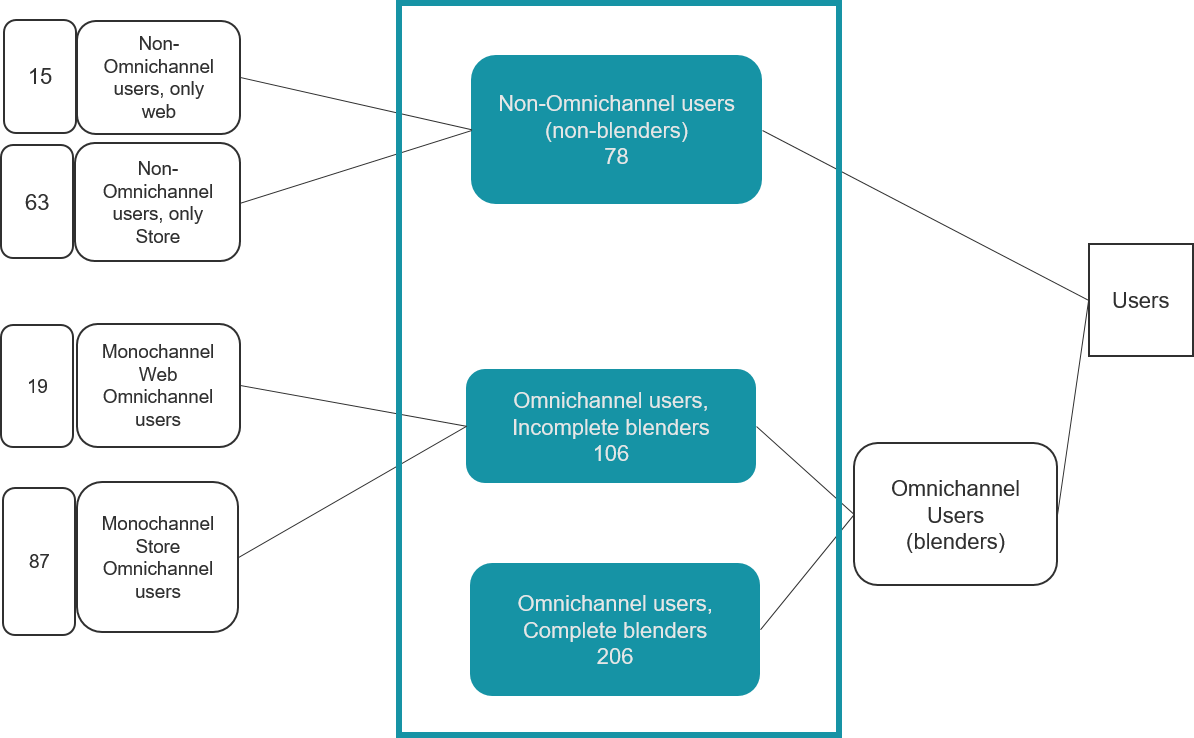 15
Non-
Omnichannel
users, only
web
63
Non-
Omnichannel
users, only
Store
19
Monochannel
Web
Omnichannel
users
87
Monochannel
Store
Omnichannel
users
Non-Omnichannel users
(non-blenders)
78
Omnichannel users,
Incomplete blenders
106
Omnichannel users,
Complete blenders
206
Omnichannel
Users
(blenders)
Users